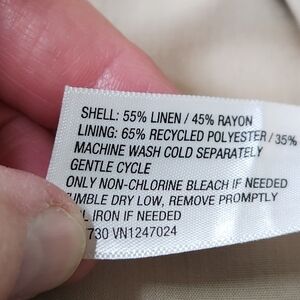 SHELL: 55% LINEN / 45% RAYON
LINING: 65% RECYCLED POLYESTER / 35%
MACHINE WASH COLD SEPARATELY
GENTLE CYCLE
ONLY NON-CHLORINE BLEACH IF NEEDED
UMBLE DRY LOW, REMOVE PROMPTLY
IRON IF NEEDED
730 VN1247024